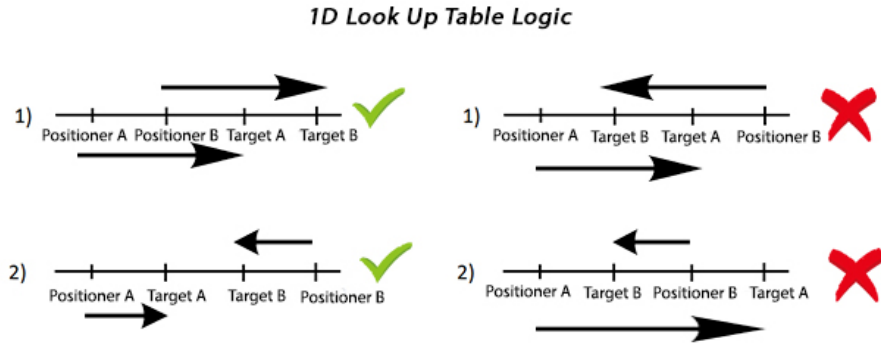 1D Look Up Table Logic
1)
Positioner A Positioner B Target A Target B
1)
Positioner A Target B Target A Positioner B
2)
Positioner A Target A Target B Positioner B
2)
Positioner A Target B Positioner B Target A